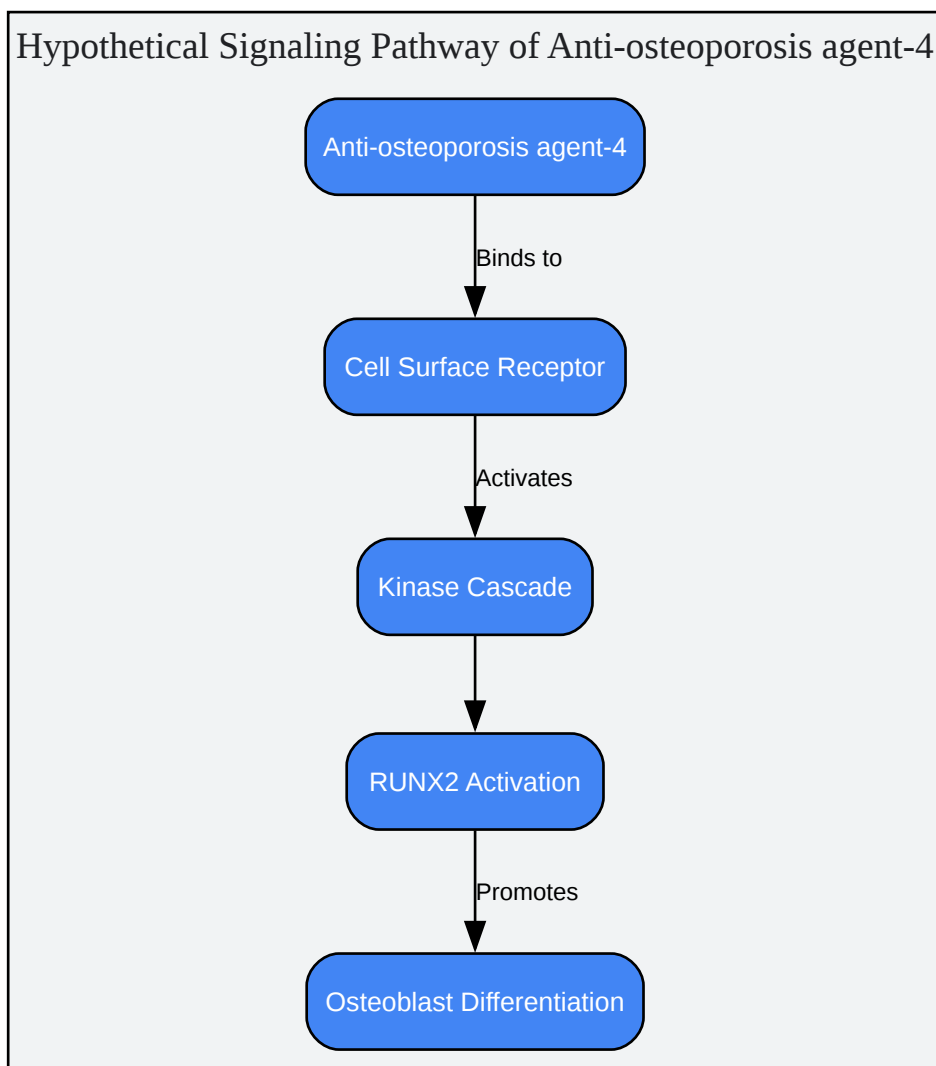 Hypothetical Signaling Pathway of Anti-osteoporosis agent-4
Anti-osteoporosis agent-4
Binds to
Cell Surface Receptor
Activates
Kinase Cascade
RUNX2 Activation
Promotes
Osteoblast Differentiation